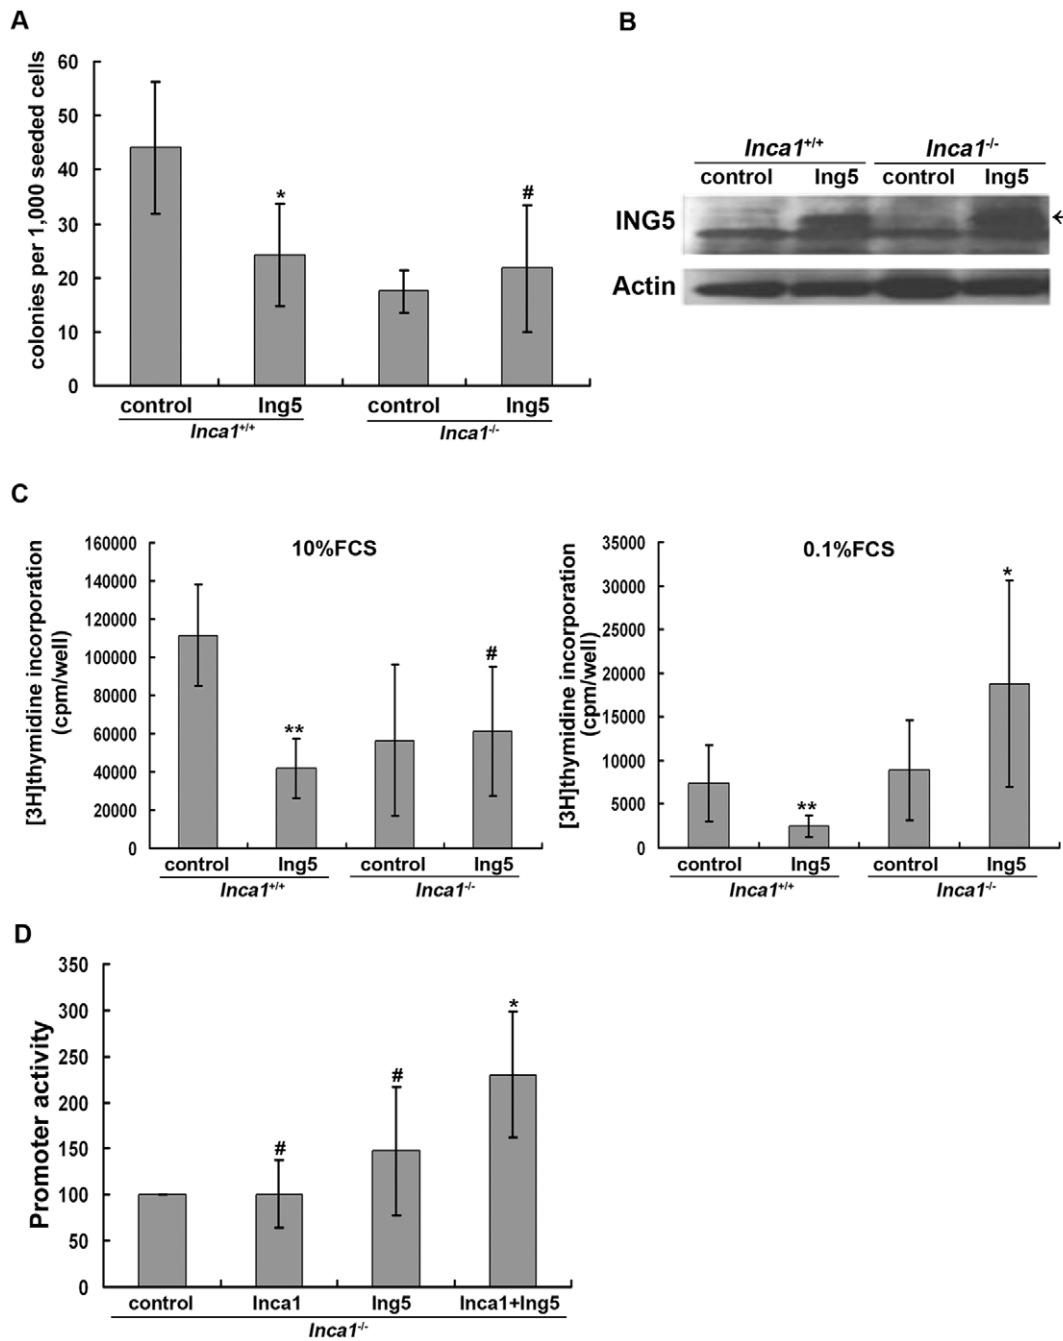 A
colonies per 1,000 seeded cells
60
50
40
30
20
10
0
*
#
control Ing5 control Ing5
Inca1+/+ Inca1-/-
B
Inca1+/+ Inca1-/-
control Ing5 control Ing5
ING5
Actin
C
[3H]thymidine incorporation
(cpm/well)
10%FCS
160000
140000
120000
100000
80000
60000
40000
20000
0
**
#
control Ing5 control Ing5
Inca1+/+ Inca1-/-
[3H]thymidine incorporation
(cpm/well)
0.1%FCS
35000
30000
25000
20000
15000
10000
5000
0
**
*
control Ing5 control Ing5
Inca1+/+ Inca1-/-
D
Promoter activity
350
300
250
200
150
100
50
0
#
#
*
control Inca1 Ing5 Inca1+Ing5
Inca1-/-